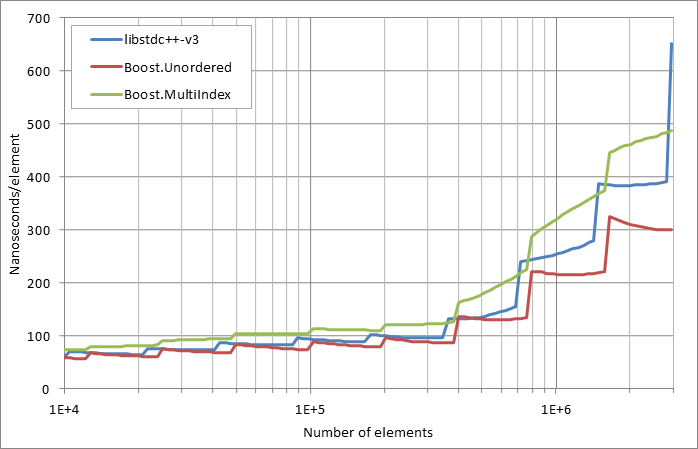 700
600
500
400
300
200
100
0
Nanoseconds/element
libstdc++-v3
Boost.Unordered
Boost.MultiIndex
1E+4
1E+5
1E+6
Number of elements